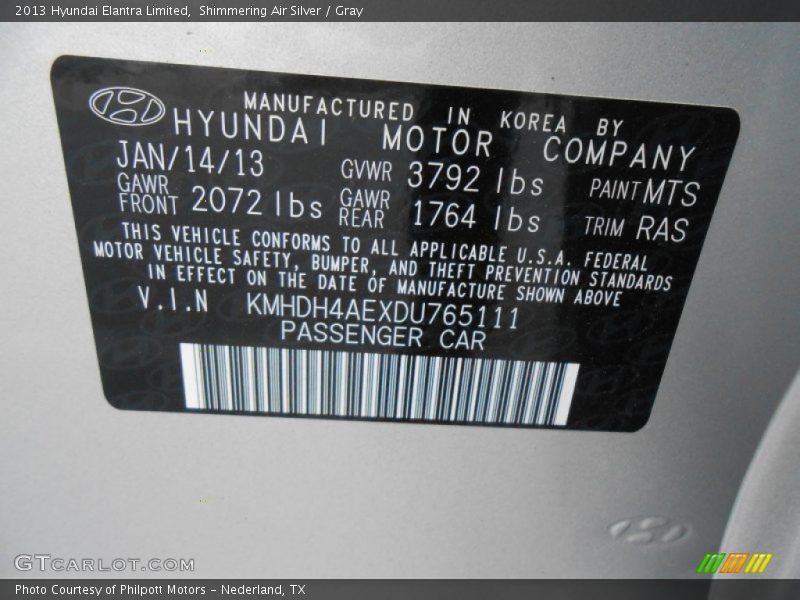 2013 Hyundai Elantra Limited, Shimmering Air Silver / Gray
MANUFACTURED IN KOREA BY
HYUNDAI MOTOR COMPANY
JAN/14/13 GVWR 3792 lbs PAINT MTS
GAWR FRONT 2072 lbs GAWR REAR 1764 lbs TRIM RAS
THIS VEHICLE CONFORMS TO ALL APPLICABLE U.S.A. FEDERAL
MOTOR VEHICLE SAFETY, BUMPER, AND THEFT PREVENTION STANDARDS
IN EFFECT ON THE DATE OF MANUFACTURE SHOWN ABOVE
V.I.N KMHDH4AEXDU765111
PASSENGER CAR
GTCARLOT.COM
Photo Courtesy of Philpott Motors - Nederland, TX